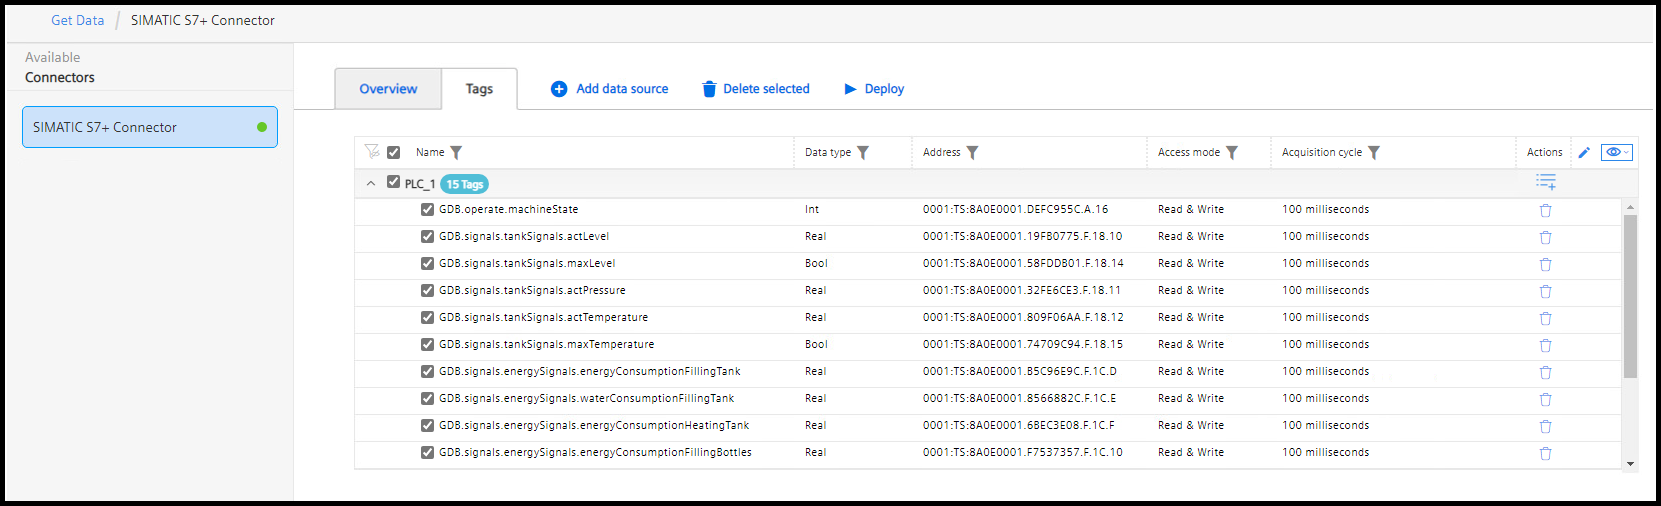 Get Data / SIMATIC S7+ Connector
Available
Connectors
SIMATIC S7+ Connector
Overview Tags Add data source Delete selected Deploy
Name Data type Address Access mode Acquisition cycle Actions
PLC_1 15 Tags
GDB.operate.machineState Int 0001:TS:8A0E0001.DEFC955C.A.16 Read & Write 100 milliseconds
GDB.signals.tankSignals.actLevel Real 0001:TS:8A0E0001.19FB0775.F.18.10 Read & Write 100 milliseconds
GDB.signals.tankSignals.maxLevel Bool 0001:TS:8A0E0001.58FDDB01.F.18.14 Read & Write 100 milliseconds
GDB.signals.tankSignals.actPressure Real 0001:TS:8A0E0001.32FE6CE3.F.18.11 Read & Write 100 milliseconds
GDB.signals.tankSignals.actTemperature Real 0001:TS:8A0E0001.809F06AA.F.18.12 Read & Write 100 milliseconds
GDB.signals.tankSignals.maxTemperature Bool 0001:TS:8A0E0001.74709C94.F.18.15 Read & Write 100 milliseconds
GDB.signals.energySignals.energyConsumptionFillingTank Real 0001:TS:8A0E0001.B5C96E9C.F.1C.D Read & Write 100 milliseconds
GDB.signals.energySignals.waterConsumptionFillingTank Real 0001:TS:8A0E0001.8566882C.F.1C.E Read & Write 100 milliseconds
GDB.signals.energySignals.energyConsumptionHeatingTank Real 0001:TS:8A0E0001.6BEC3E08.F.1C.F Read & Write 100 milliseconds
GDB.signals.energySignals.energyConsumptionFillingBottles Real 0001:TS:8A0E0001.F7537357.F.1C.10 Read & Write 100 milliseconds